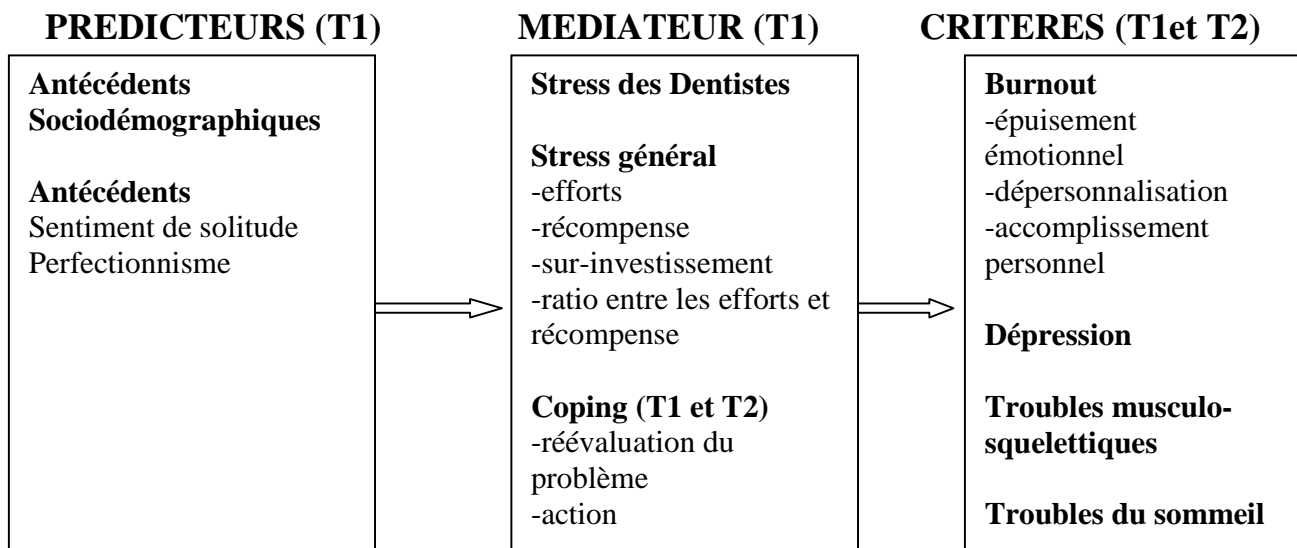 PREDICTEURS (T1)
MEDIATEUR (T1)
CRITERES (T1et T2)
Antécédents
Sociodémographiques
Antécédents
Sentiment de solitude
Perfectionnisme
Stress des Dentistes
Stress général
-efforts
-récompense
-sur-investissement
-ratio entre les efforts et
récompense
Coping (T1 et T2)
-réévaluation du
problème
-action
Burnout
-épuisement
émotionnel
-dépersonnalisation
-accomplissement
personnel
Dépression
Troubles musculo-
squelettiques
Troubles du sommeil